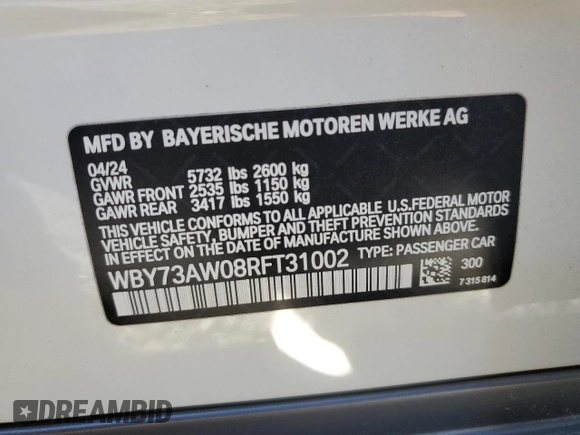 MFD BY BAYERISCHE MOTOREN WERKE AG
04/24
GVWR 5732 lbs 2600 kg
GAWR FRONT 2535 lbs 1150 kg
GAWR REAR 3417 lbs 1550 kg
THIS VEHICLE CONFORMS TO ALL APPLICABLE U.S.FEDERAL MOTOR
VEHICLE SAFETY, BUMPER AND THEFT PREVENTION STANDARDS
IN EFFECT ON THE DATE OF MANUFACTURE SHOWN ABOVE.
WBY73AW08RFT31002 TYPE: PASSENGER CAR
300
7315814
DREAMBID